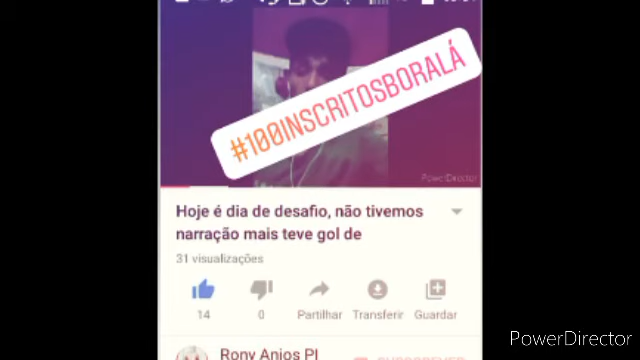 #100INSCRITOSBORALÁ
PowerDirector
Hoje é dia de desafio, não tivemos
narração mais teve gol de
31 visualizações
14
0
Partilhar
Transferir
Guardar
PowerDirector
Rony Anjos PI